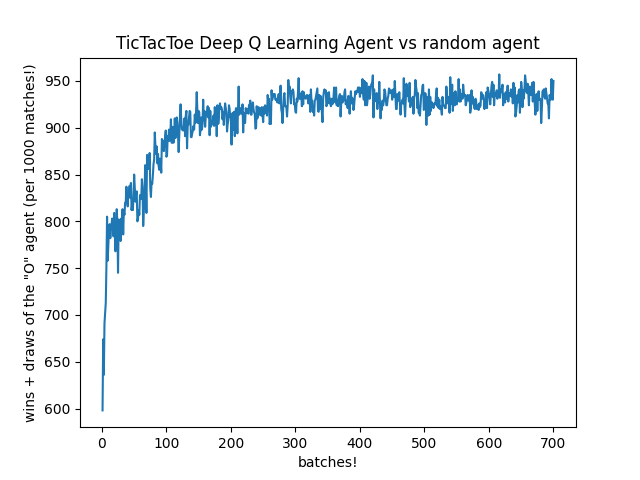 TicTacToe Deep Q Learning Agent vs random agent
wins + draws of the "O" agent (per 1000 matches!)
950
900
850
800
750
700
650
600
0 100 200 300 400 500 600 700
batches!